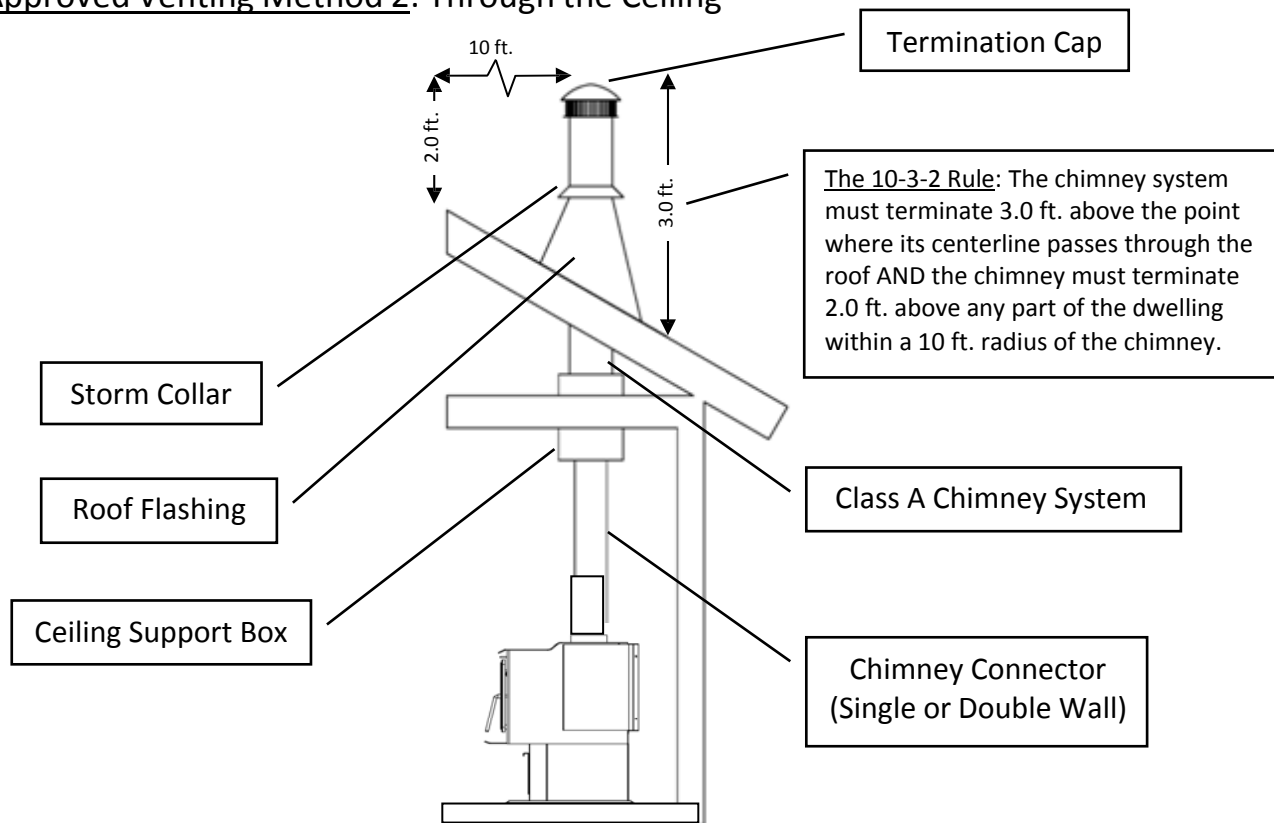 Approved Venting Method 2: Through the Ceiling
10 ft.
Termination Cap
2.0 ft.
3.0 ft.
The 10-3-2 Rule: The chimney system
must terminate 3.0 ft. above the point
where its centerline passes through the
roof AND the chimney must terminate
2.0 ft. above any part of the dwelling
within a 10 ft. radius of the chimney.
Storm Collar
Roof Flashing
Class A Chimney System
Ceiling Support Box
Chimney Connector
(Single or Double Wall)